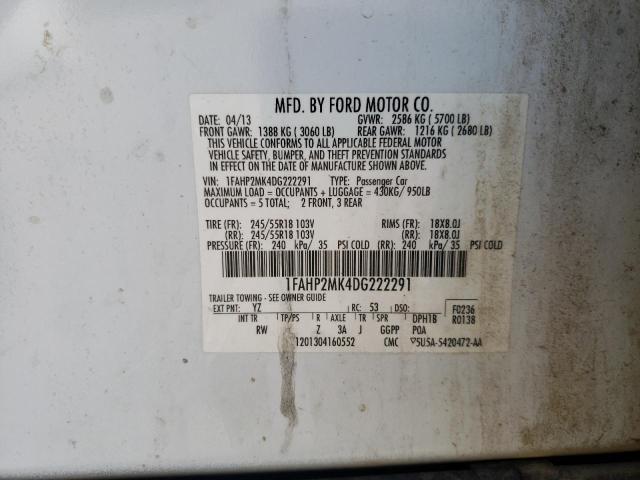 MFD. BY FORD MOTOR CO.
DATE: 04/13 GVWR: 2586 KG ( 5700 LB)
FRONT GAWR: 1388 KG ( 3060 LB) REAR GAWR: 1216 KG ( 2680 LB)
THIS VEHICLE CONFORMS TO ALL APPLICABLE FEDERAL MOTOR
VEHICLE SAFETY, BUMPER, AND THEFT PREVENTION STANDARDS
IN EFFECT ON THE DATE OF MANUFACTURE SHOWN ABOVE.
VIN: 1FAHP2MK4DG222291 TYPE: Passenger Car
MAXIMUM LOAD = OCCUPANTS + LUGGAGE = 430KG/ 950LB
OCCUPANTS = 5 TOTAL; 2 FRONT, 3 REAR
TIRE (FR): 245/55R18 103V RIMS (FR): 18X8.0J
(RR): 245/55R18 103V (RR): 18X8.0J
PRESSURE (FR): 240 kPa/ 35 PSI COLD (RR): 240 kPa/ 35 PSI COLD
1FAHP2MK4DG222291
TRAILER TOWING - SEE OWNER GUIDE
EXT PNT: YZ RC: 53 DSO: F0236
INT TR TP/PS R AXLE TR SPR DPH1B R0138
RW Z 3A J GGPP POA
1201304160552 CMC ▽5U5A-5420472-AA